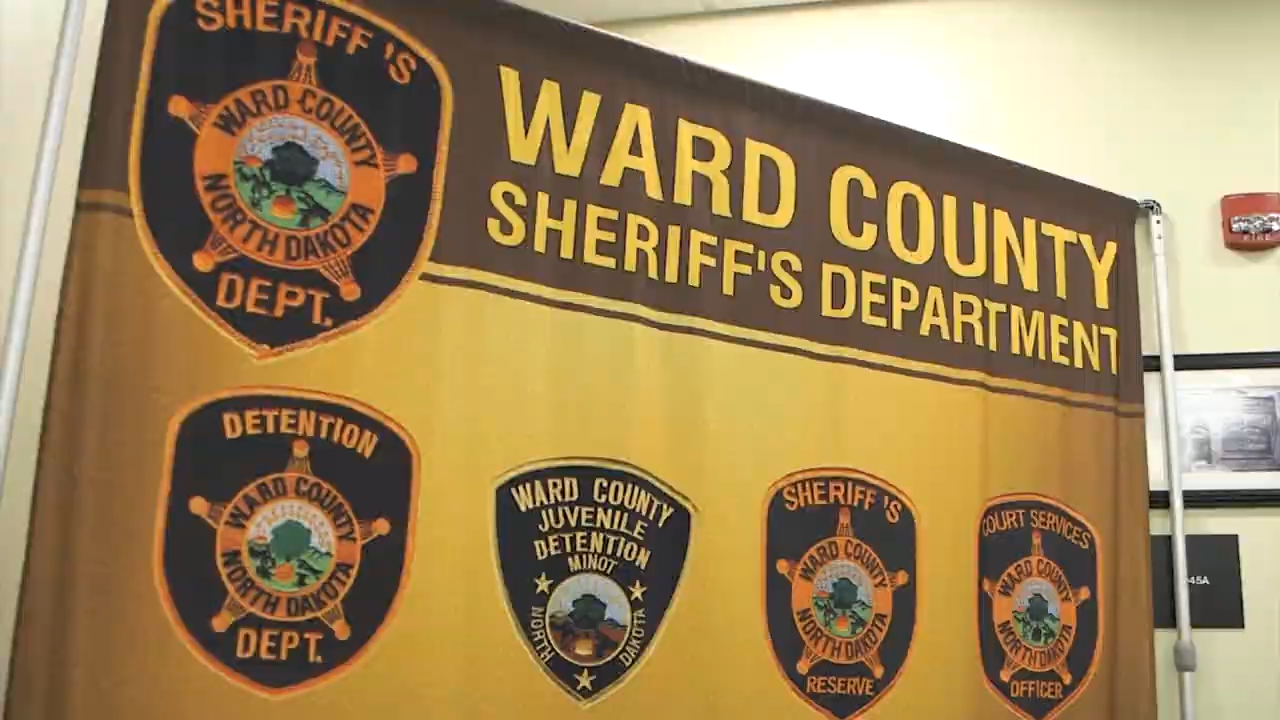 SHERIFF'S
WARD COUNTY
NORTH DAKOTA
DEPT.
WARD COUNTY
SHERIFF'S DEPARTMENT
DETENTION
WARD COUNTY
NORTH DAKOTA
DEPT.
WARD COUNTY
JUVENILE
DETENTION
MINOT
NORTH DAKOTA
SHERIFF'S
WARD COUNTY
NORTH DAKOTA
RESERVE
COURT SERVICES
WARD COUNTY
NORTH DAKOTA
OFFICER
45A